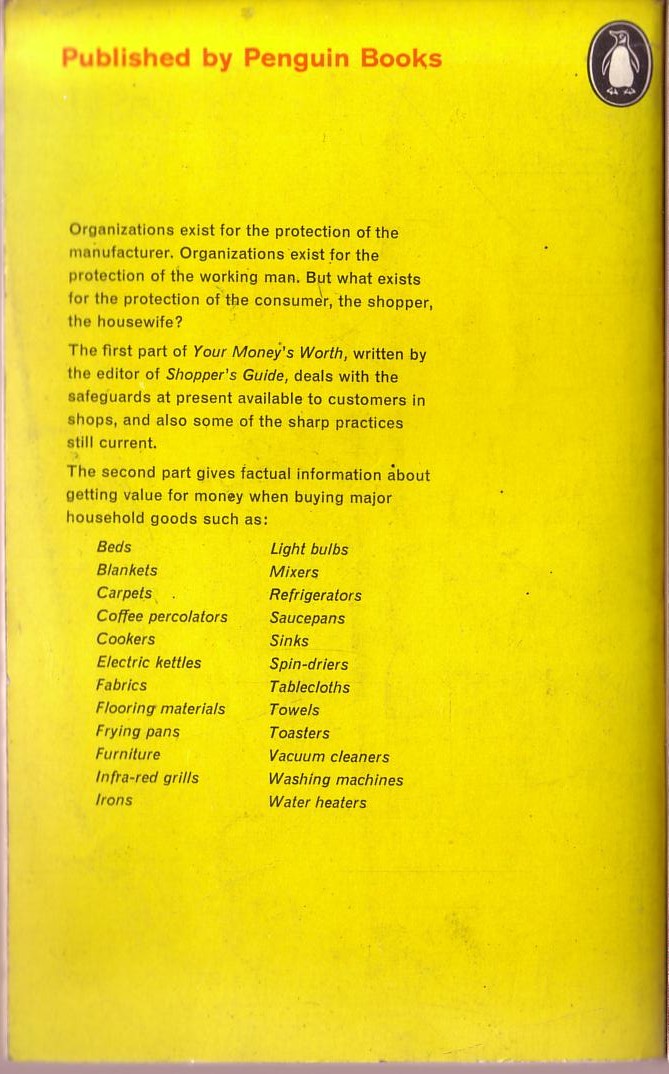 Published by Penguin Books
Organizations exist for the protection of the
manufacturer. Organizations exist for the
protection of the working man. But what exists
for the protection of the consumer, the shopper,
the housewife?
The first part of Your Money's Worth, written by
the editor of Shopper's Guide, deals with the
safeguards at present available to customers in
shops, and also some of the sharp practices
still current.
The second part gives factual information about
getting value for money when buying major
household goods such as:
Beds
Blankets
Carpets
Coffee percolators
Cookers
Electric kettles
Fabrics
Flooring materials
Frying pans
Furniture
Infra-red grills
Irons
Light bulbs
Mixers
Refrigerators
Saucepans
Sinks
Spin-driers
Tablecloths
Towels
Toasters
Vacuum cleaners
Washing machines
Water heaters